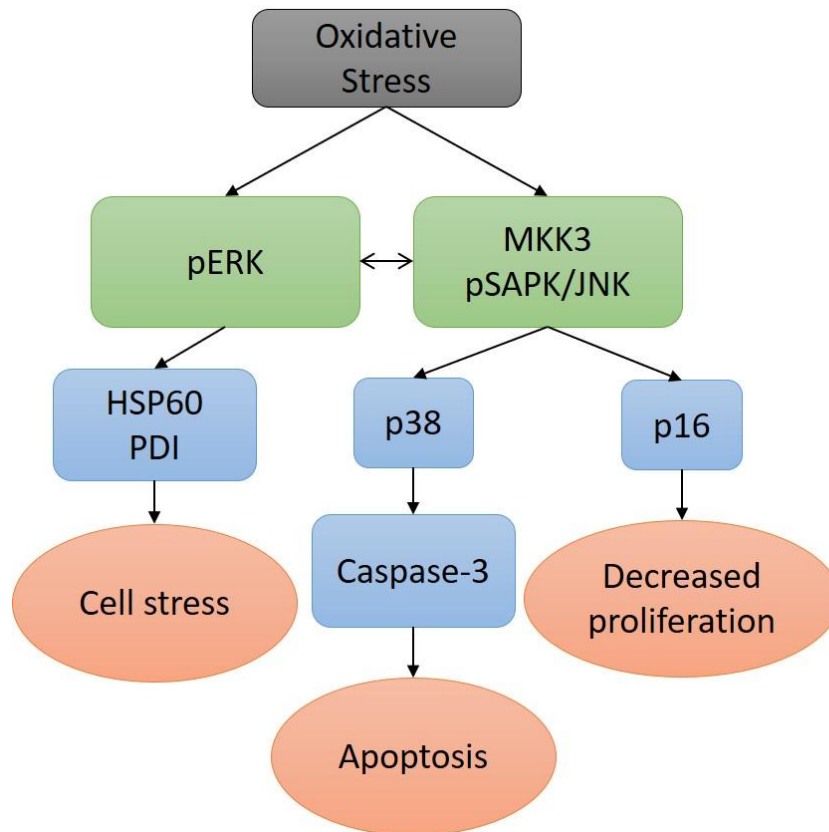 Oxidative
Stress
pERK
MKK3
pSAPK/JNK
HSP60
PDI
p38
p16
Cell stress
Caspase-3
Decreased
proliferation
Apoptosis